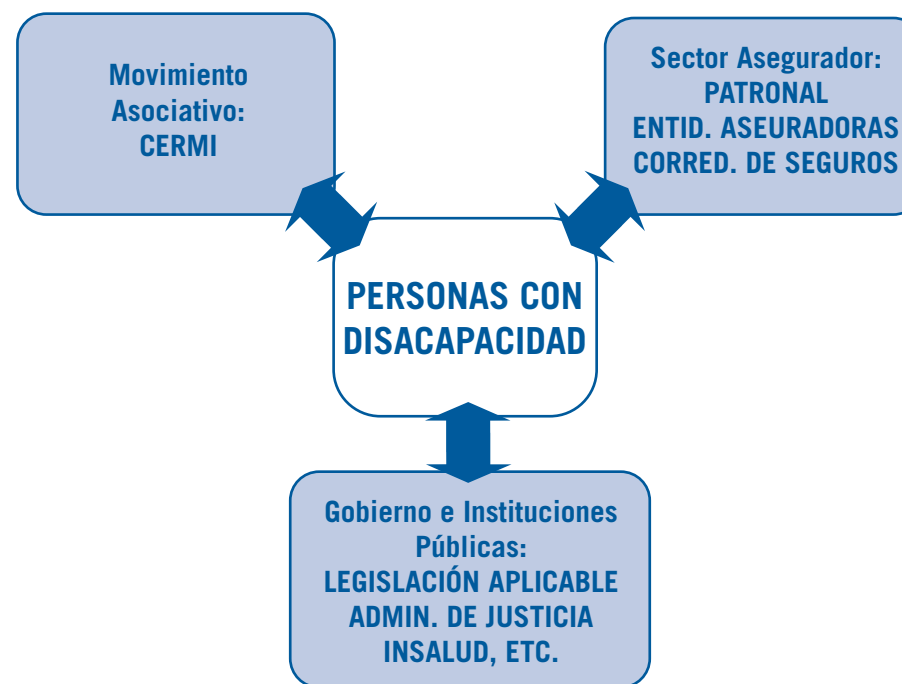 Movimiento
Asociativo:
CERMI
Sector Asegurador:
PATRONAL
ENTID. ASEURADORAS
CORRED. DE SEGUROS
PERSONAS CON
DISACAPACIDAD
Gobierno e Instituciones
Públicas:
LEGISLACIÓN APLICABLE
ADMIN. DE JUSTICIA
INSALUD, ETC.